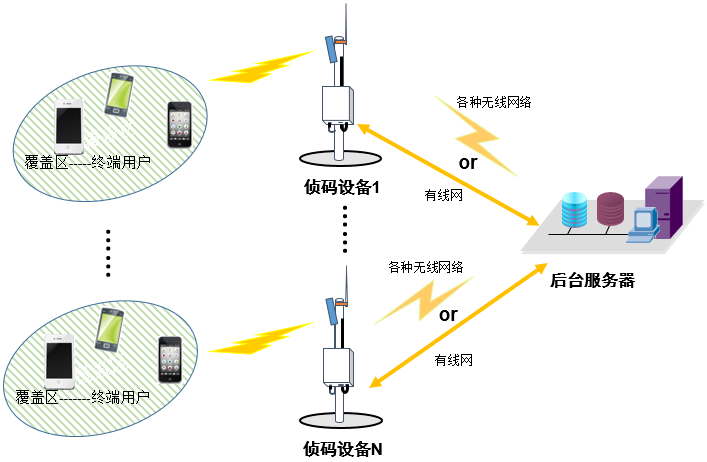 各种无线网络
or
覆盖区-----终端用户
侦码设备1
有线网
后台服务器
各种无线网络
or
有线网
覆盖区-------终端用户
侦码设备N